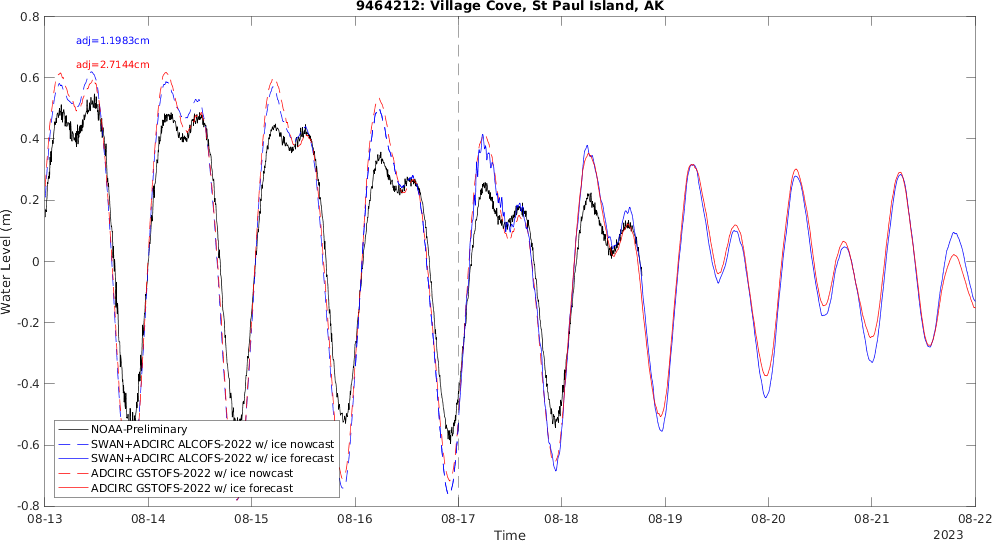 9464212: Village Cove, St Paul Island, AK
0.8
adj=1.1983cm
adj=2.7144cm
0.6
0.4
0.2
0
-0.2
-0.4
-0.6
-0.8
Water Level (m)
NOAA-Preliminary
SWAN+ADCIRC ALCOFS-2022 w/ ice nowcast
SWAN+ADCIRC ALCOFS-2022 w/ ice forecast
ADCIRC GSTOFS-2022 w/ ice nowcast
ADCIRC GSTOFS-2022 w/ ice forecast
08-13 08-14 08-15 08-16 08-17 08-18 08-19 08-20 08-21 08-22
Time
2023